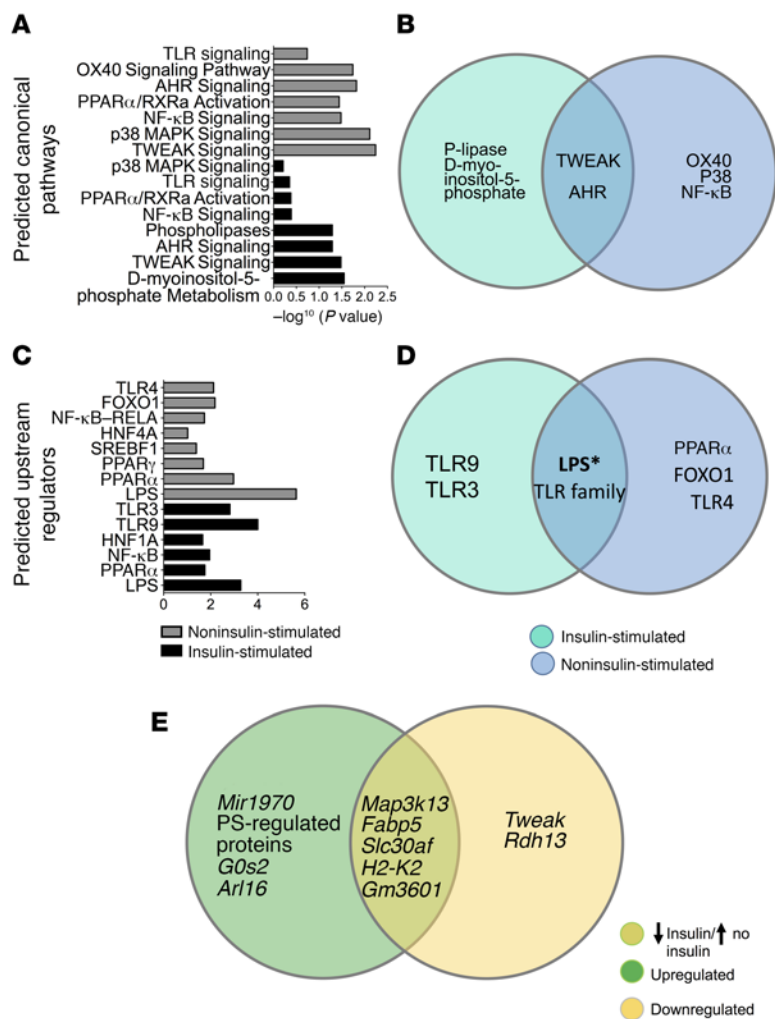 A
Predicted canonical
pathways
TLR signaling
OX40 Signaling Pathway
AHR Signaling
PPARα/RXRa Activation
NF-κB Signaling
p38 MAPK Signaling
TWEAK Signaling
p38 MAPK Signaling
TLR signaling
PPARα/RXRa Activation
NF-κB Signaling
Phospholipases
AHR Signaling
TWEAK Signaling
D-myoinositol-5-
phosphate Metabolism
0.0 0.5 1.0 1.5 2.0 2.5
–log¹⁰ (P value)
B
P-lipase
D-myo-
inositol-5-
phosphate
TWEAK
AHR
OX40
P38
NF-κB
C
Predicted upstream
regulators
TLR4
FOXO1
NF-κB–RELA
HNF4A
SREBF1
PPARγ
PPARα
LPS
TLR3
TLR9
HNF1A
NF-κB
PPARα
LPS
0 2 4 6
Noninsulin-stimulated
Insulin-stimulated
D
TLR9
TLR3
LPS*
TLR family
PPARα
FOXO1
TLR4
Insulin-stimulated
Noninsulin-stimulated
E
Mir1970
PS-regulated
proteins
G0s2
Arl16
Map3k13
Fabp5
Slc30af
H2-K2
Gm3601
Tweak
Rdh13
↓ Insulin/↑ no
insulin
Upregulated
Downregulated